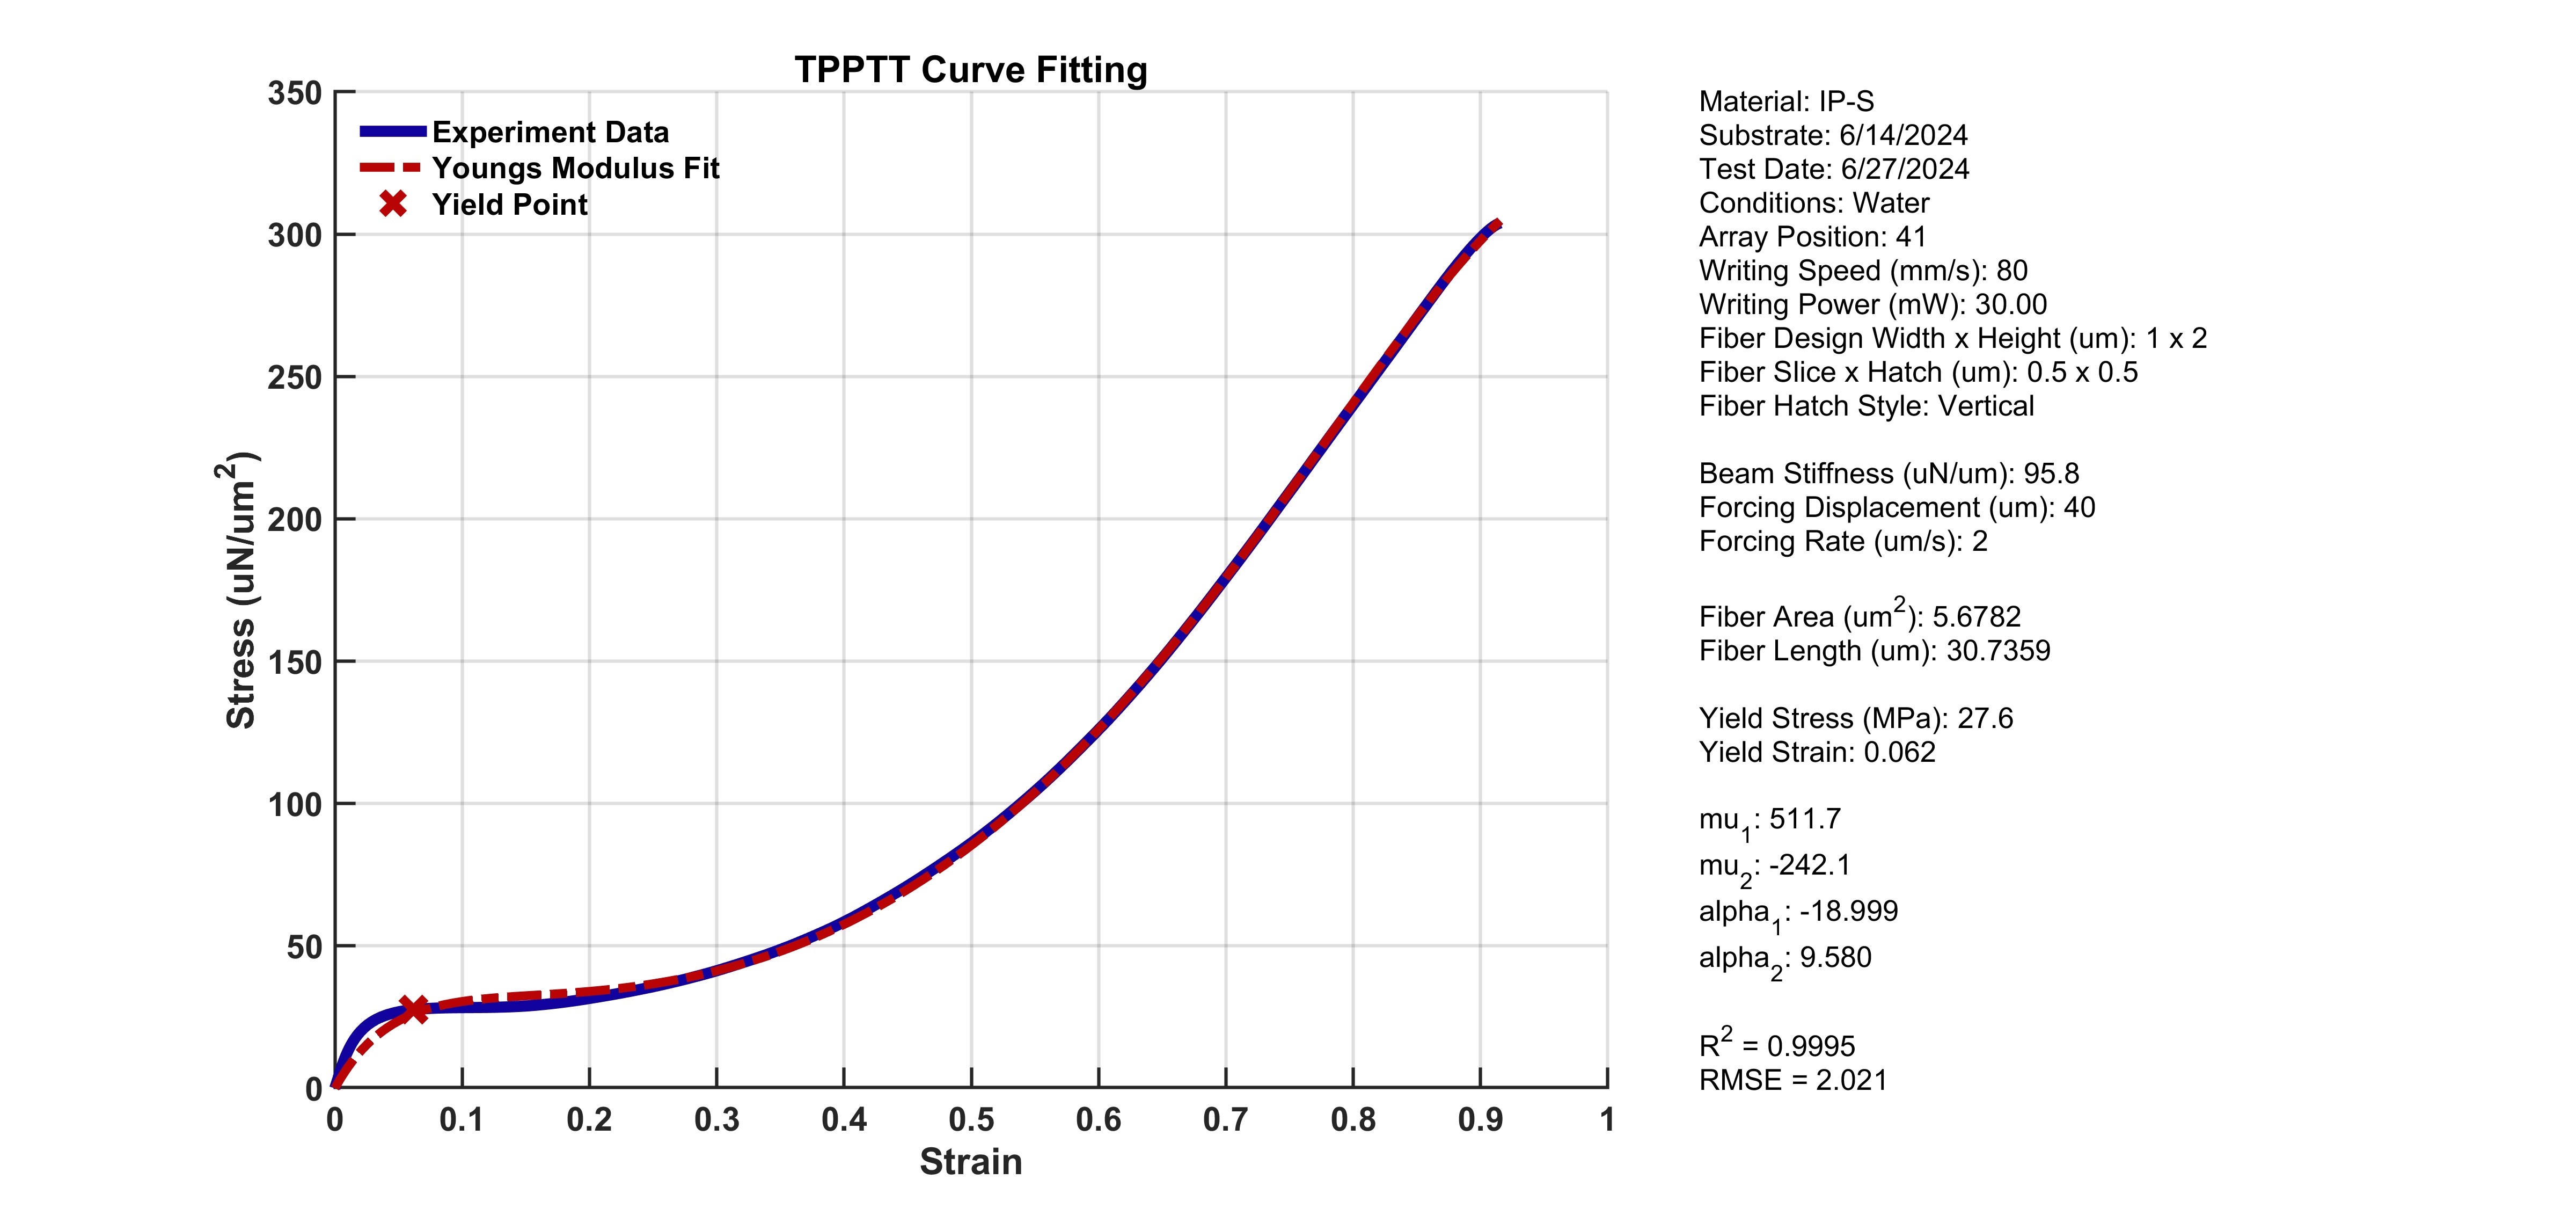 TPPTT Curve Fitting
350
300
250
200
150
100
50
0
Stress (uN/um²)
Experiment Data
Youngs Modulus Fit
Yield Point
0 0.1 0.2 0.3 0.4 0.5 0.6 0.7 0.8 0.9 1
Strain
Material: IP-S
Substrate: 6/14/2024
Test Date: 6/27/2024
Conditions: Water
Array Position: 41
Writing Speed (mm/s): 80
Writing Power (mW): 30.00
Fiber Design Width x Height (um): 1 x 2
Fiber Slice x Hatch (um): 0.5 x 0.5
Fiber Hatch Style: Vertical
Beam Stiffness (uN/um): 95.8
Forcing Displacement (um): 40
Forcing Rate (um/s): 2
Fiber Area (um²): 5.6782
Fiber Length (um): 30.7359
Yield Stress (MPa): 27.6
Yield Strain: 0.062
mu₁: 511.7
mu₂: -242.1
alpha₁: -18.999
alpha₂: 9.580
R² = 0.9995
RMSE = 2.021